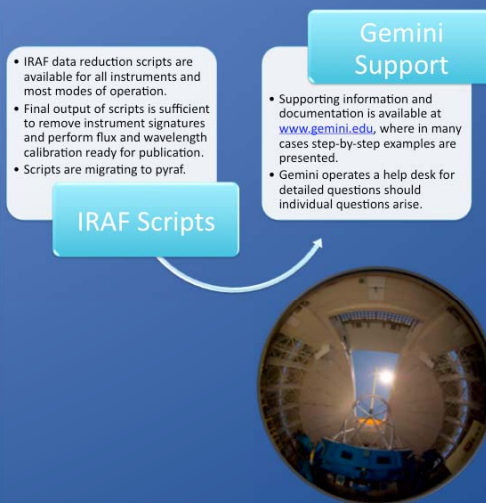 • IRAF data reduction scripts are
available for all instruments and
most modes of operation.
• Final output of scripts is sufficient
to remove instrument signatures
and perform flux and wavelength
calibration ready for publication.
• Scripts are migrating to pyraf.
IRAF Scripts
Gemini
Support
• Supporting information and
documentation is available at
www.gemini.edu, where in many
cases step-by-step examples are
presented.
• Gemini operates a help desk for
detailed questions should
individual questions arise.